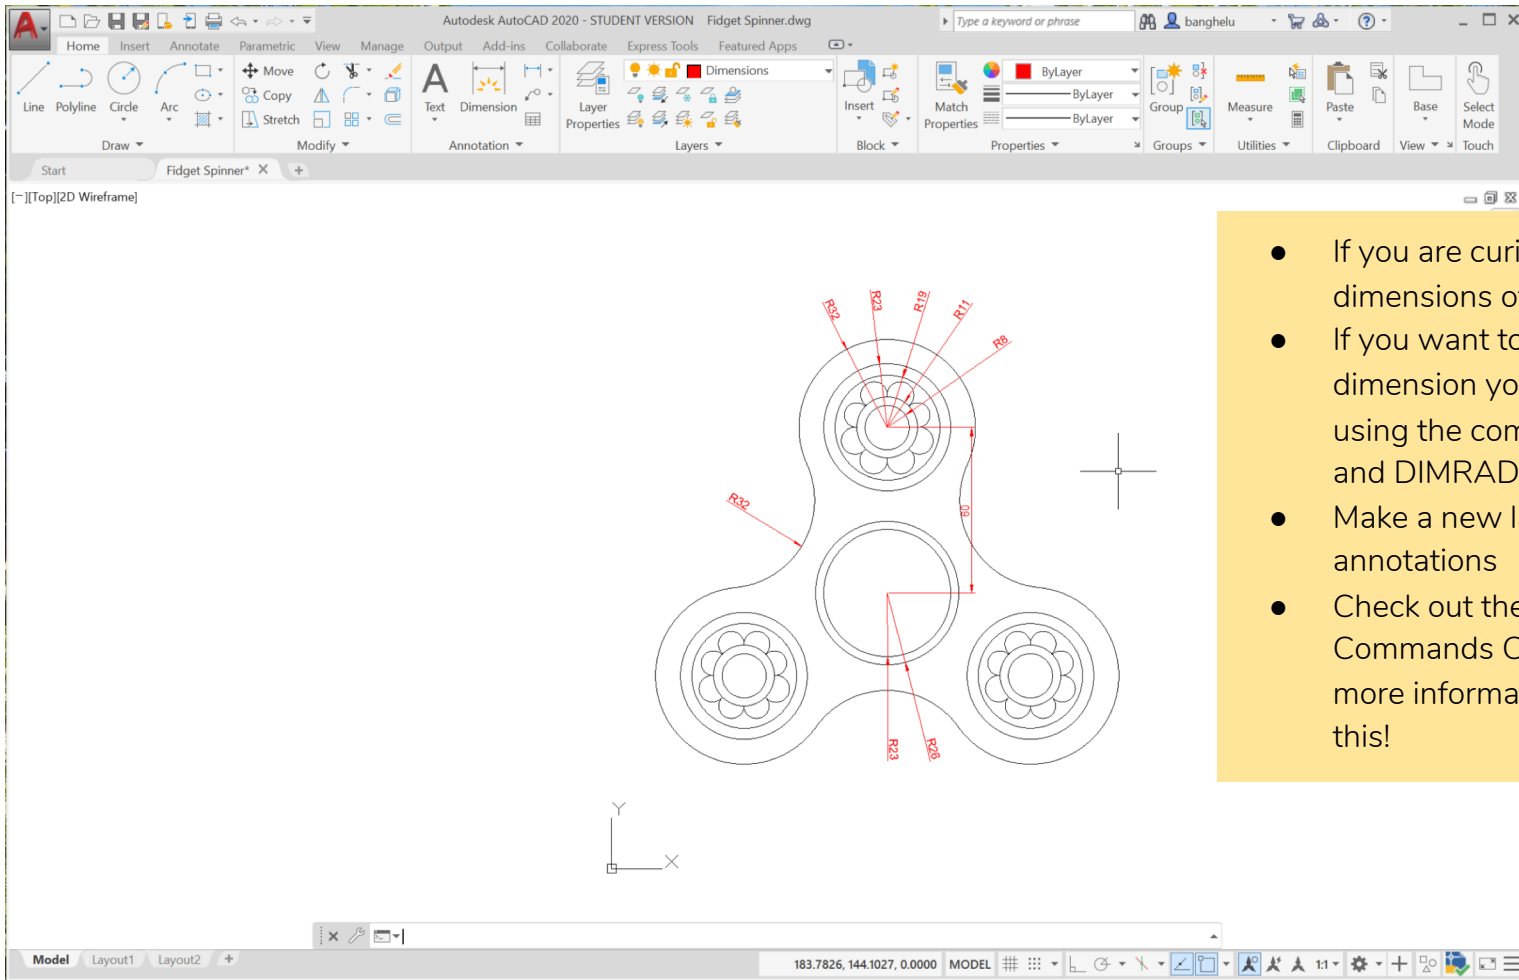 Autodesk AutoCAD 2020 - STUDENT VERSION Fidget Spinner.dwg
Type a keyword or phrase
banghelu
Home Insert Annotate Parametric View Manage Output Add-ins Collaborate Express Tools Featured Apps
Line Polyline Circle Arc
Move
Copy
Stretch
Text Dimension
Layer
Properties
Dimensions
Insert
Match
Properties
ByLayer
ByLayer
ByLayer
Group
Measure
Paste
Base
Select
Mode
Draw Modify Annotation Layers Block Properties Groups Utilities Clipboard View Touch
Start Fidget Spinner* +
[−][Top][2D Wireframe]
R32
R23
R19
R11
R8
R32
60
R23
R26
● If you are curi
dimensions of
● If you want to
dimension yo
using the com
and DIMRAD
● Make a new l
annotations
● Check out the
Commands C
more informa
this!
Y
X
Model Layout1 Layout2 +
183.7826, 144.1027, 0.0000 MODEL 1:1